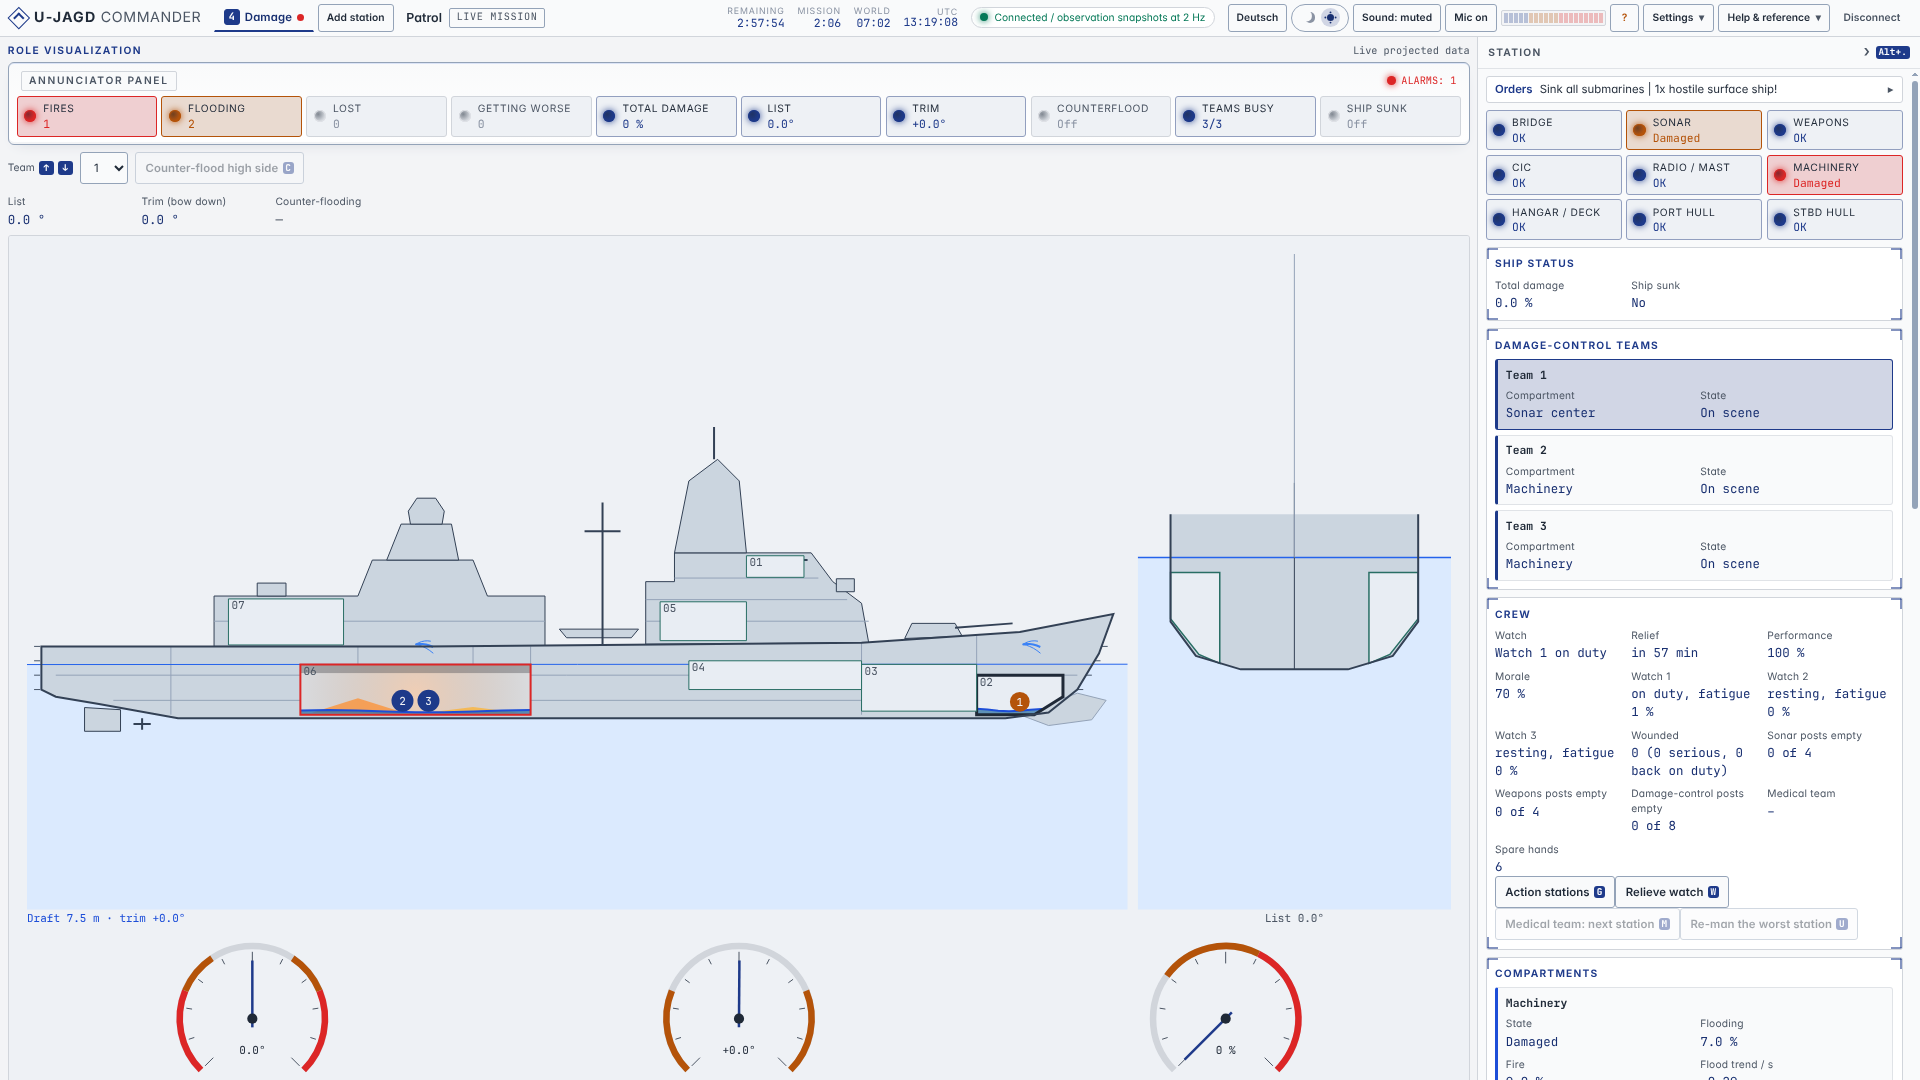 U-JAGD COMMANDER
4 Damage
Add station
Patrol
LIVE MISSION
REMAINING
2:57:54
MISSION
2:06
WORLD
07:02
UTC
13:19:08
Connected / observation snapshots at 2 Hz
Deutsch
Sound: muted
Mic on
?
Settings ▾
Help & reference ▾
Disconnect
ROLE VISUALIZATION
Live projected data
ANNUNCIATOR PANEL
ALARMS: 1
FIRES
1
FLOODING
2
LOST
0
GETTING WORSE
0
TOTAL DAMAGE
0 %
LIST
0.0°
TRIM
+0.0°
COUNTERFLOOD
Off
TEAMS BUSY
3/3
SHIP SUNK
Off
Team ↑ ↓ 1
Counter-flood high side C
List
0.0 °
Trim (bow down)
0.0 °
Counter-flooding
—
01
07
05
06
04
03
02
2
3
1
Draft 7.5 m · trim +0.0°
List 0.0°
0.0°
+0.0°
0 %
STATION
Alt+.
Orders Sink all submarines | 1x hostile surface ship!
BRIDGE
OK
SONAR
Damaged
WEAPONS
OK
CIC
OK
RADIO / MAST
OK
MACHINERY
Damaged
HANGAR / DECK
OK
PORT HULL
OK
STBD HULL
OK
SHIP STATUS
Total damage
0.0 %
Ship sunk
No
DAMAGE-CONTROL TEAMS
Team 1
Compartment State
Sonar center On scene
Team 2
Compartment State
Machinery On scene
Team 3
Compartment State
Machinery On scene
CREW
Watch
Watch 1 on duty
Relief
in 57 min
Performance
100 %
Morale
70 %
Watch 1
on duty, fatigue
1 %
Watch 2
resting, fatigue
0 %
Watch 3
resting, fatigue
0 %
Wounded
0 (0 serious, 0
back on duty)
Sonar posts empty
0 of 4
Weapons posts empty
0 of 4
Damage-control posts
empty
0 of 8
Medical team
—
Spare hands
6
Action stations G
Relieve watch W
Medical team: next station M
Re-man the worst station U
COMPARTMENTS
Machinery
State Flooding
Damaged 7.0 %
Fire Flood trend / s